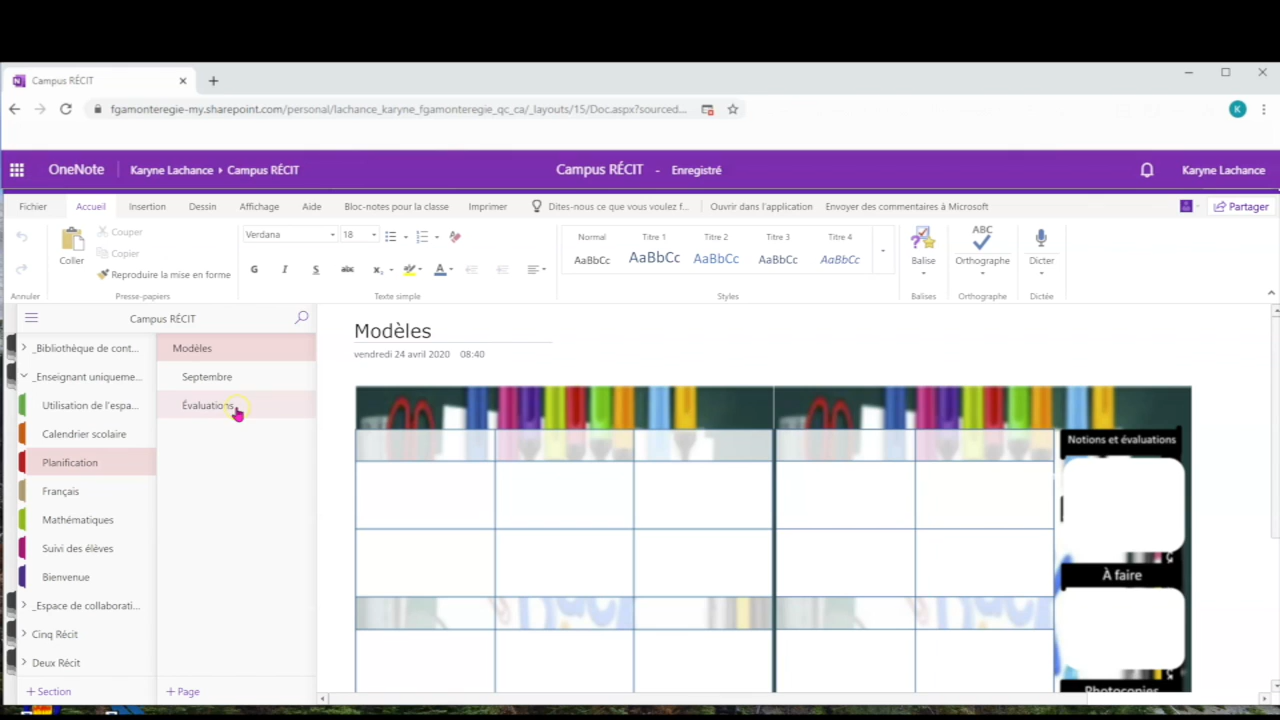 Campus RÉCIT
fgamonteregie-my.sharepoint.com/personal/lachance_karyne_fgamonteregie_qc_ca/_layouts/15/Doc.aspx?sourced...
K
OneNote
Karyne Lachance ‣ Campus RÉCIT
Campus RÉCIT - Enregistré
Karyne Lachance
Fichier Accueil Insertion Dessin Affichage Aide Bloc-notes pour la classe Imprimer Dites-nous ce que vous voulez f... Ouvrir dans l'application Envoyer des commentaires à Microsoft Partager
Coller
Couper
Copier
Reproduire la mise en forme
Verdana 18
G I S abc x₂ A
Normal Titre 1 Titre 2 Titre 3 Titre 4
AaBbCc AaBbCc AaBbCc AaBbCc AaBbCc
Balise
ABC
Orthographe
Dicter
Annuler Presse-papiers Texte simple Styles Balises Orthographe Dictée
Campus RÉCIT
_Bibliothèque de cont...
_Enseignant uniqueme...
Utilisation de l'espa...
Calendrier scolaire
Planification
Français
Mathématiques
Suivi des élèves
Bienvenue
_Espace de collaborati...
Cinq Récit
Deux Récit
+ Section
Modèles
Septembre
Évaluations
+ Page
Modèles
vendredi 24 avril 2020 08:40
Notions et évaluations
À faire
Photocopies